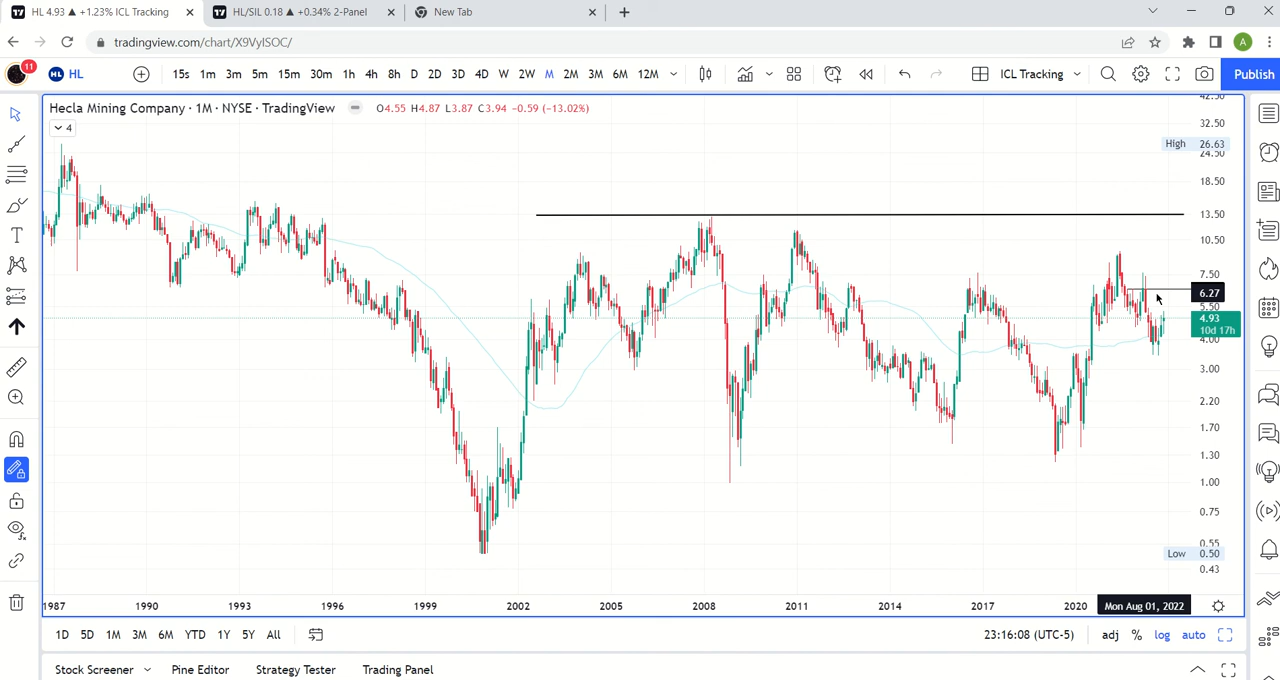 HL 4.93 ▲ +1.23% ICL Tracking
HL/SIL 0.18 ▲ +0.34% 2-Panel
New Tab
tradingview.com/chart/X9VyISOC/
A
11
HL
15s 1m 3m 5m 15m 30m 1h 4h 8h D 2D 3D 4D W 2W M 2M 3M 6M 12M
ICL Tracking
Publish
Hecla Mining Company · 1M · NYSE · TradingView
O4.55 H4.87 L3.87 C3.94 -0.59 (-13.02%)
4
42.50
32.50
High 26.63
24.50
18.50
13.50
10.50
7.50
6.27
5.50
4.93
10d 17h
4.00
3.00
2.20
1.70
1.30
1.00
0.75
0.55
Low 0.50
0.43
1987 1990 1993 1996 1999 2002 2005 2008 2011 2014 2017 2020 Mon Aug 01, 2022
1D 5D 1M 3M 6M YTD 1Y 5Y All
23:16:08 (UTC-5)
adj % log auto
Stock Screener Pine Editor Strategy Tester Trading Panel